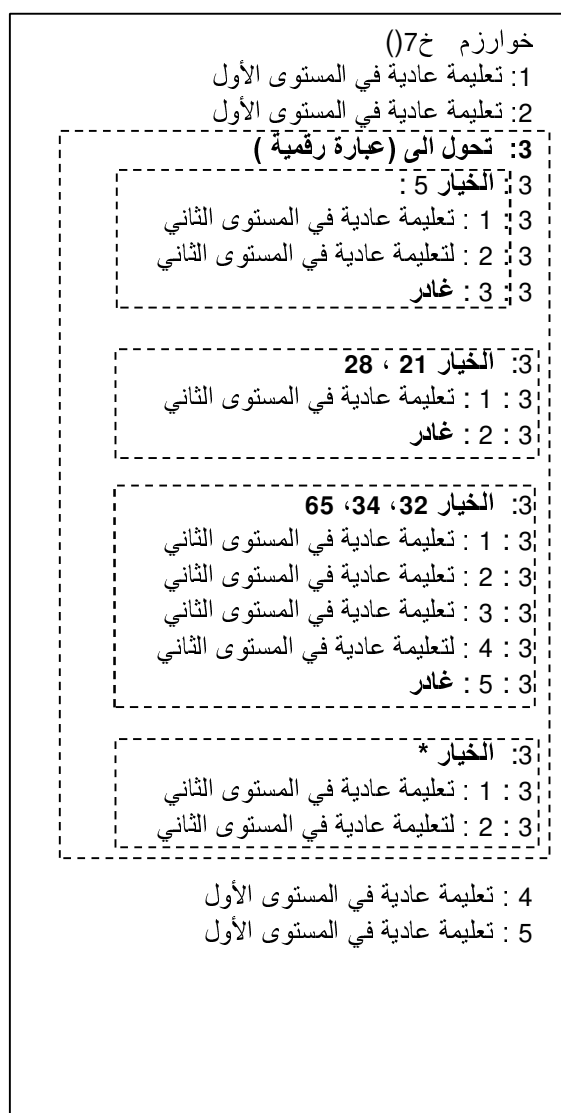 خوارزم خ7()
1: تعليمة عادية في المستوى الأول
2: تعليمة عادية في المستوى الأول
3: تحول الى (عبارة رقمية )
3: الخيار 5 :
3: 1 : تعليمة عادية في المستوى الثاني
3: 2 : لتعليمة عادية في المستوى الثاني
3: 3 : غادر
3: الخيار 21 ، 28
3 : 1 : تعليمة عادية في المستوى الثاني
3 : 2 : غادر
3: الخيار 32، 34، 65
3 : 1 : تعليمة عادية في المستوى الثاني
3 : 2 : تعليمة عادية في المستوى الثاني
3 : 3 : تعليمة عادية في المستوى الثاني
3 : 4 : لتعليمة عادية في المستوى الثاني
3 : 5 : غادر
3: الخيار *
3 : 1 : تعليمة عادية في المستوى الثاني
3 : 2 : لتعليمة عادية في المستوى الثاني
4 : تعليمة عادية في المستوى الأول
5 : تعليمة عادية في المستوى الأول